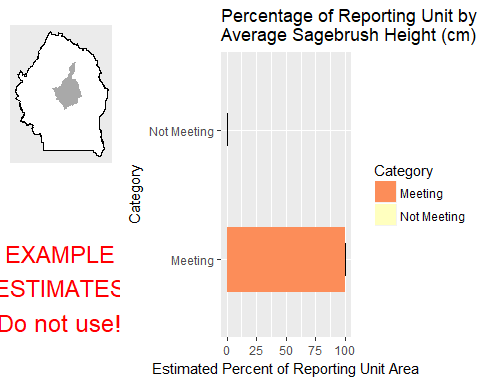 Percentage of Reporting Unit by
Average Sagebrush Height (cm)
Not Meeting
Meeting
Category
0 25 50 75 100
Estimated Percent of Reporting Unit Area
Category
Meeting
Not Meeting
EXAMPLE
ESTIMATES
Do not use!